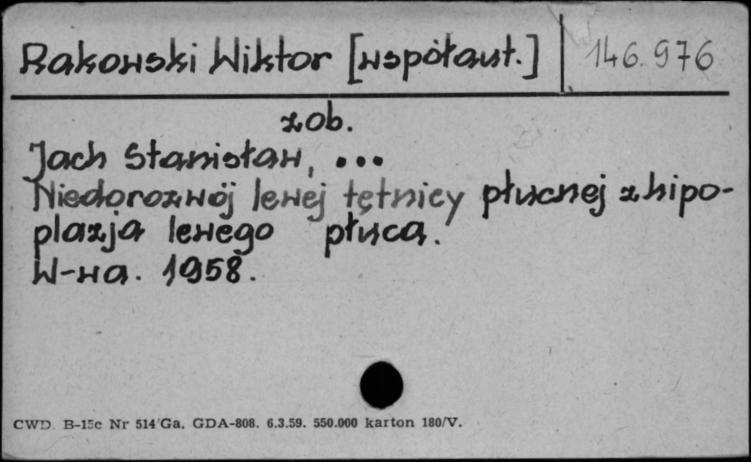 Rakowski Wiktor [współaut.] 146.976
zob.
Jach Stanisław, ...
Niedorozwój lewej tętnicy płucnej z hipo-
plazją lewego płuca.
W-wa. 1958.
CWD. B-15c Nr 514 Ga. GDA-808. 6.3.59. 550.000 karton 180/V.